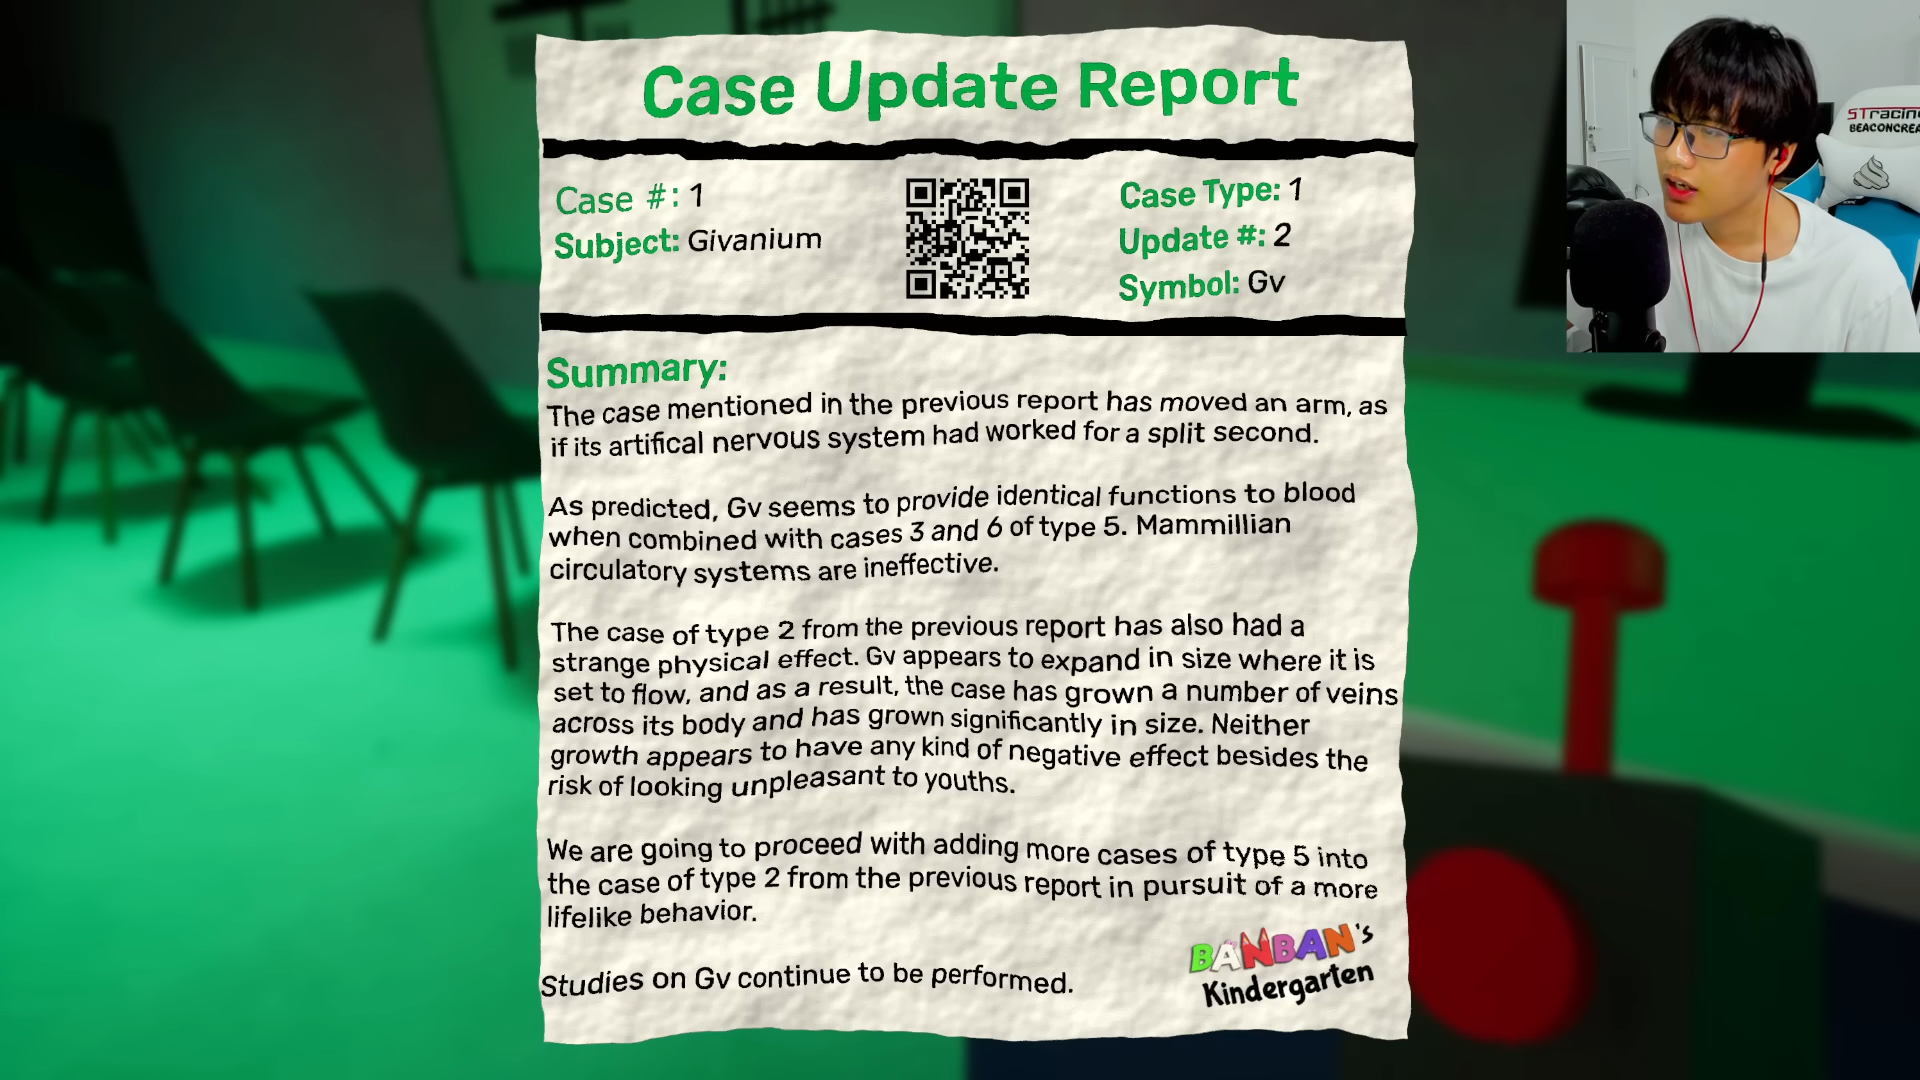 Case Update Report
Case #: 1
Subject: Givanium
Case Type: 1
Update #: 2
Symbol: Gv
Summary:
The case mentioned in the previous report has moved an arm, as
if its artifical nervous system had worked for a split second.
As predicted, Gv seems to provide identical functions to blood
when combined with cases 3 and 6 of type 5. Mammillian
circulatory systems are ineffective.
The case of type 2 from the previous report has also had a
strange physical effect. Gv appears to expand in size where it is
set to flow, and as a result, the case has grown a number of veins
across its body and has grown significantly in size. Neither
growth appears to have any kind of negative effect besides the
risk of looking unpleasant to youths.
We are going to proceed with adding more cases of type 5 into
the case of type 2 from the previous report in pursuit of a more
lifelike behavior.
Studies on Gv continue to be performed.
BANBAN's
Kindergarten
STracing
BEACONCREA